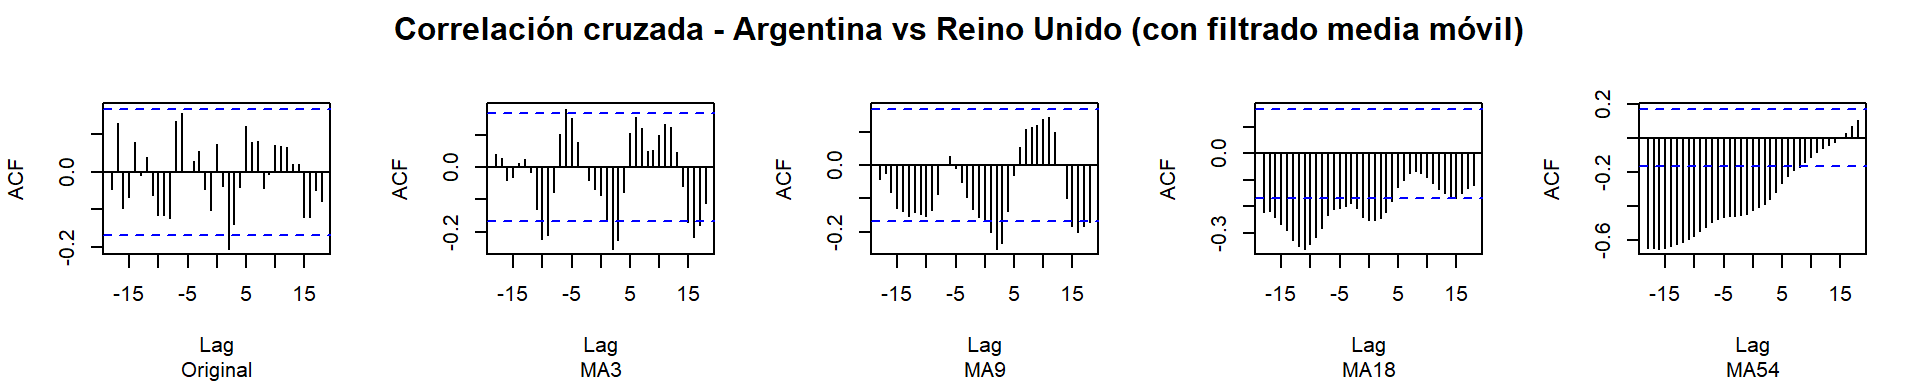 Correlación cruzada - Argentina vs Reino Unido (con filtrado media móvil)
ACF
0.0
-0.2
-15 -5 5 15
Lag
Original
ACF
0.0
-0.2
-15 -5 5 15
Lag
MA3
ACF
0.0
-0.2
-15 -5 5 15
Lag
MA9
ACF
0.0
-0.3
-15 -5 5 15
Lag
MA18
ACF
0.2
-0.2
-0.6
-15 -5 5 15
Lag
MA54